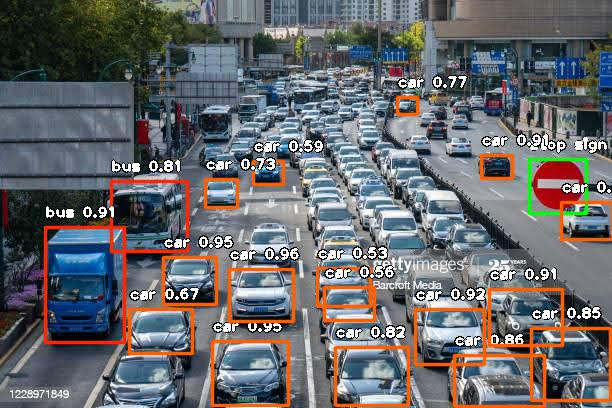 car 0.77
car 0.91
stop sign
car 0.59
car 0.73
bus 0.81
car 0.
bus 0.91
car 0.95
car 0.96
car 0.53
car 0.56
gettyimages
Barcroft Media
car 0.91
car 0.67
car 0.92
car 0.95
car 0.82
car 0.86
car 0.85
1228971849